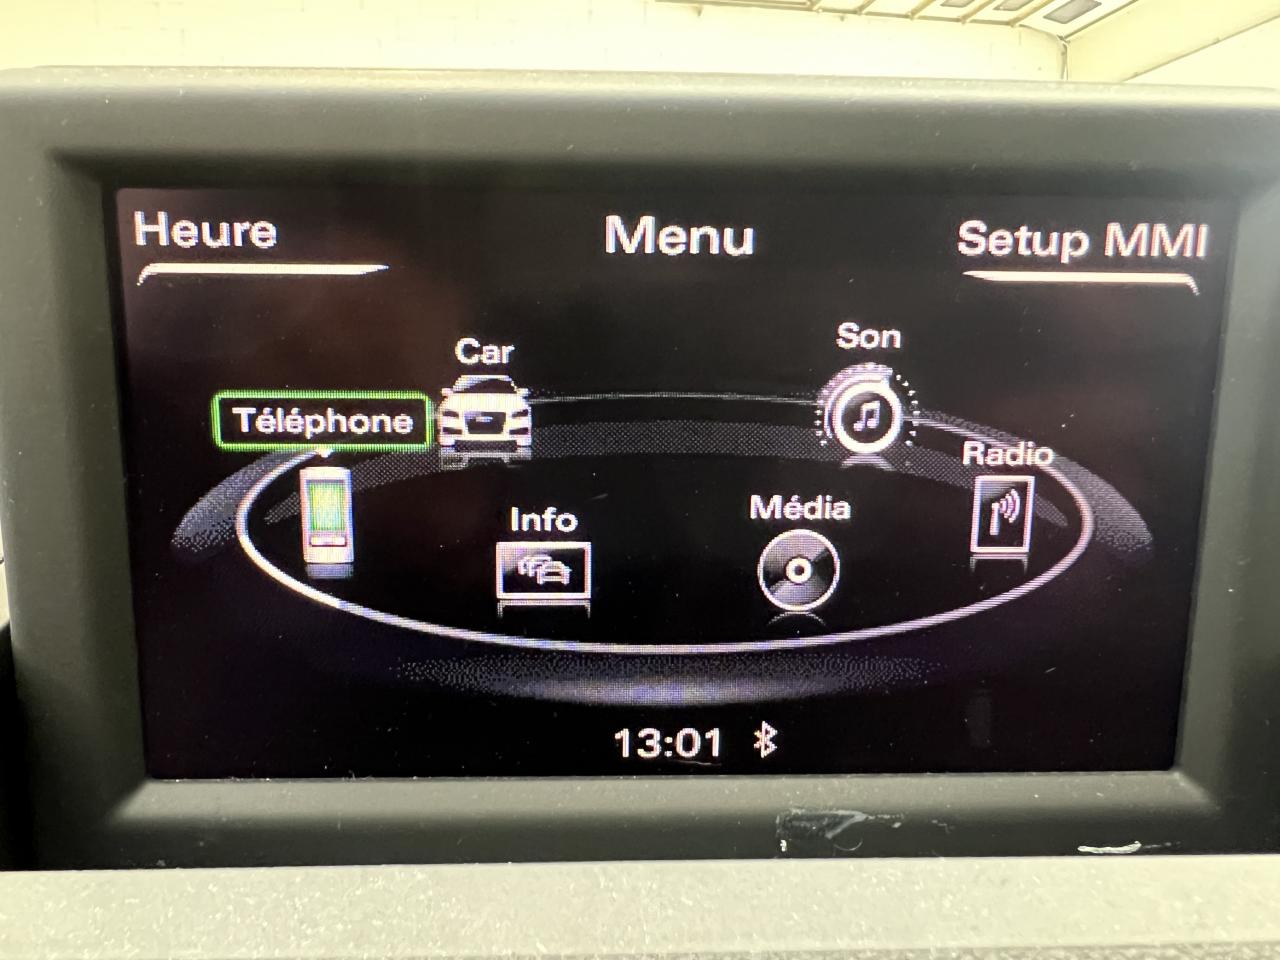 Heure
Menu
Setup MMI
Car
Son
Téléphone
Radio
Info
Média
13:01